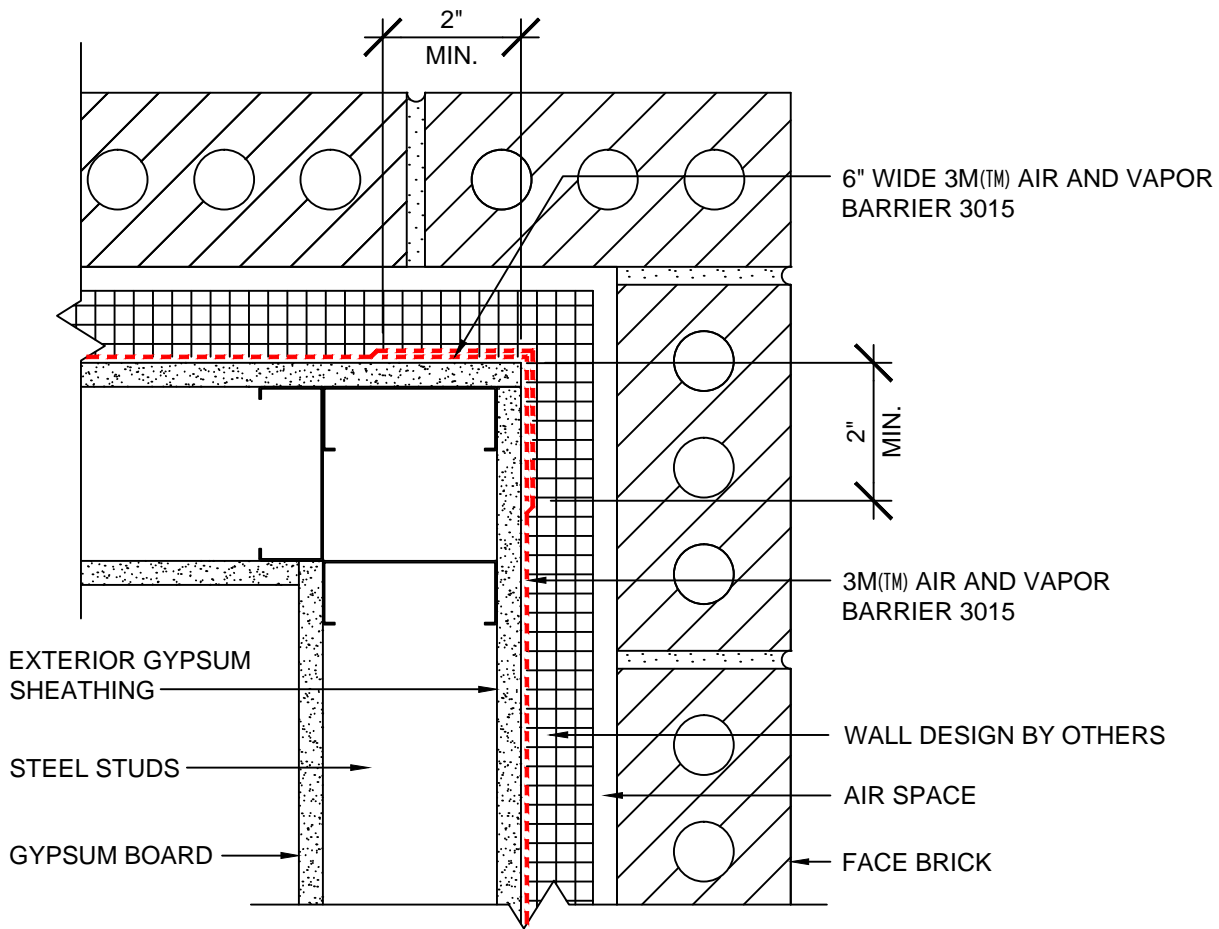 2"
MIN.
6" WIDE 3M(TM) AIR AND VAPOR
BARRIER 3015
2"
MIN.
3M(TM) AIR AND VAPOR
BARRIER 3015
EXTERIOR GYPSUM
SHEATHING
WALL DESIGN BY OTHERS
STEEL STUDS
AIR SPACE
GYPSUM BOARD
FACE BRICK